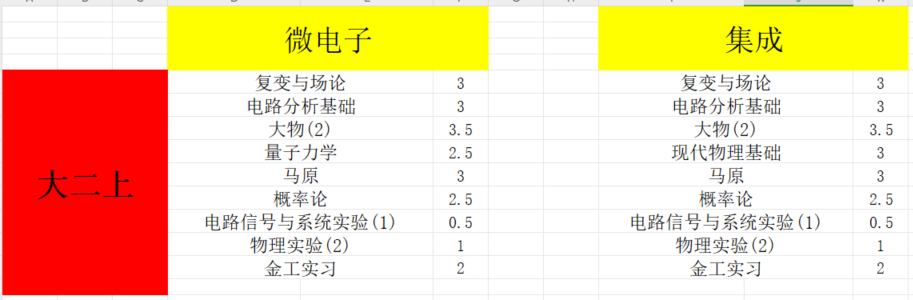 微电子 集成
复变与场论 3 复变与场论 3
电路分析基础 3 电路分析基础 3
大物(2) 3.5 大物(2) 3.5
量子力学 2.5 现代物理基础 3
大二上
马原 3 马原 3
概率论 2.5 概率论 2.5
电路信号与系统实验(1) 0.5 电路信号与系统实验(1) 0.5
物理实验(2) 1 物理实验(2) 1
金工实习 2 金工实习 2